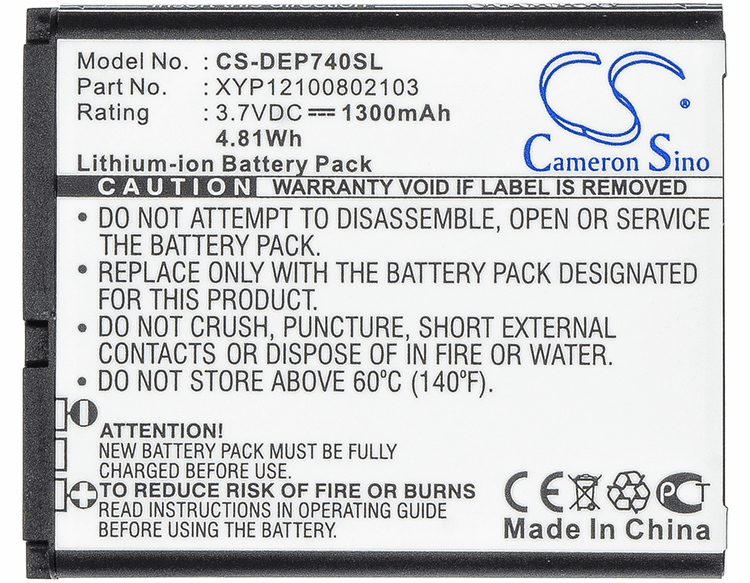 Model No. : CS-DEP740SL
Part No. : XYP12100802103
Rating : 3.7VDC 1300mAh
4.81Wh
Lithium-ion Battery Pack
Cameron Sino
CAUTION WARRANTY VOID IF LABEL IS REMOVED
• DO NOT ATTEMPT TO DISASSEMBLE, OPEN OR SERVICE
THE BATTERY PACK.
• REPLACE ONLY WITH THE BATTERY PACK DESIGNATED
FOR THIS PRODUCT.
• DO NOT CRUSH, PUNCTURE, SHORT EXTERNAL
CONTACTS OR DISPOSE OF IN FIRE OR WATER.
• DO NOT STORE ABOVE 60°C (140°F).
ATTENTION!
NEW BATTERY PACK MUST BE FULLY
CHARGED BEFORE USE.
TO REDUCE RISK OF FIRE OR BURNS
READ INSTRUCTIONS IN OPERATING GUIDE
BEFORE USING THE BATTERY.
CE
Made In China